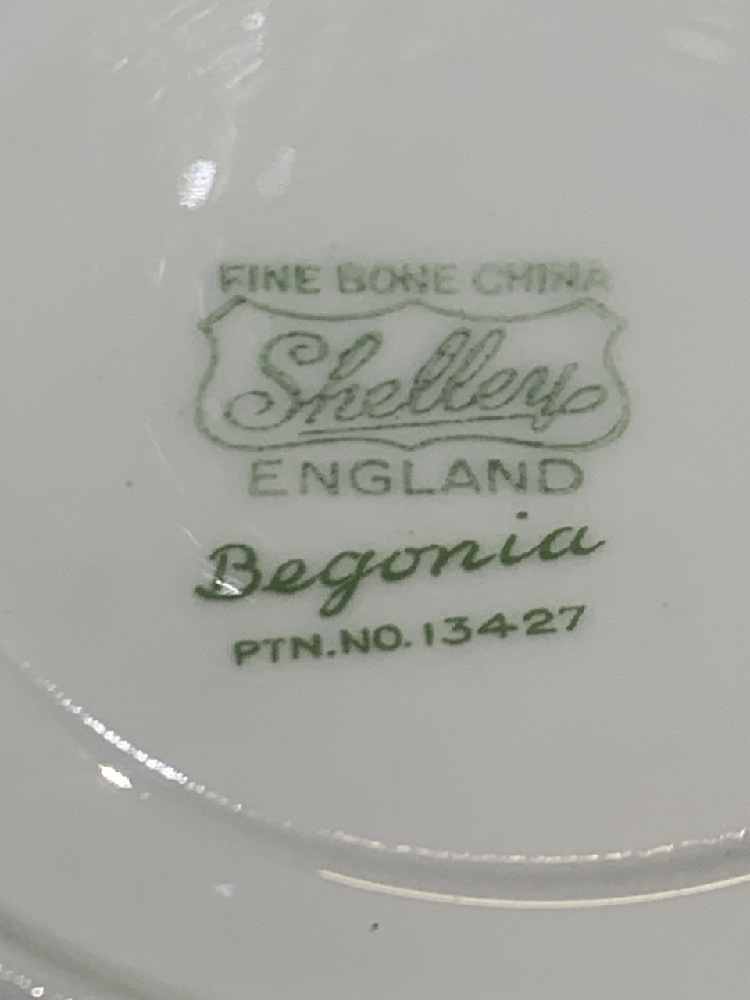 FINE BONE CHINA
Shelley
ENGLAND
Begonia
PTN.NO.13427